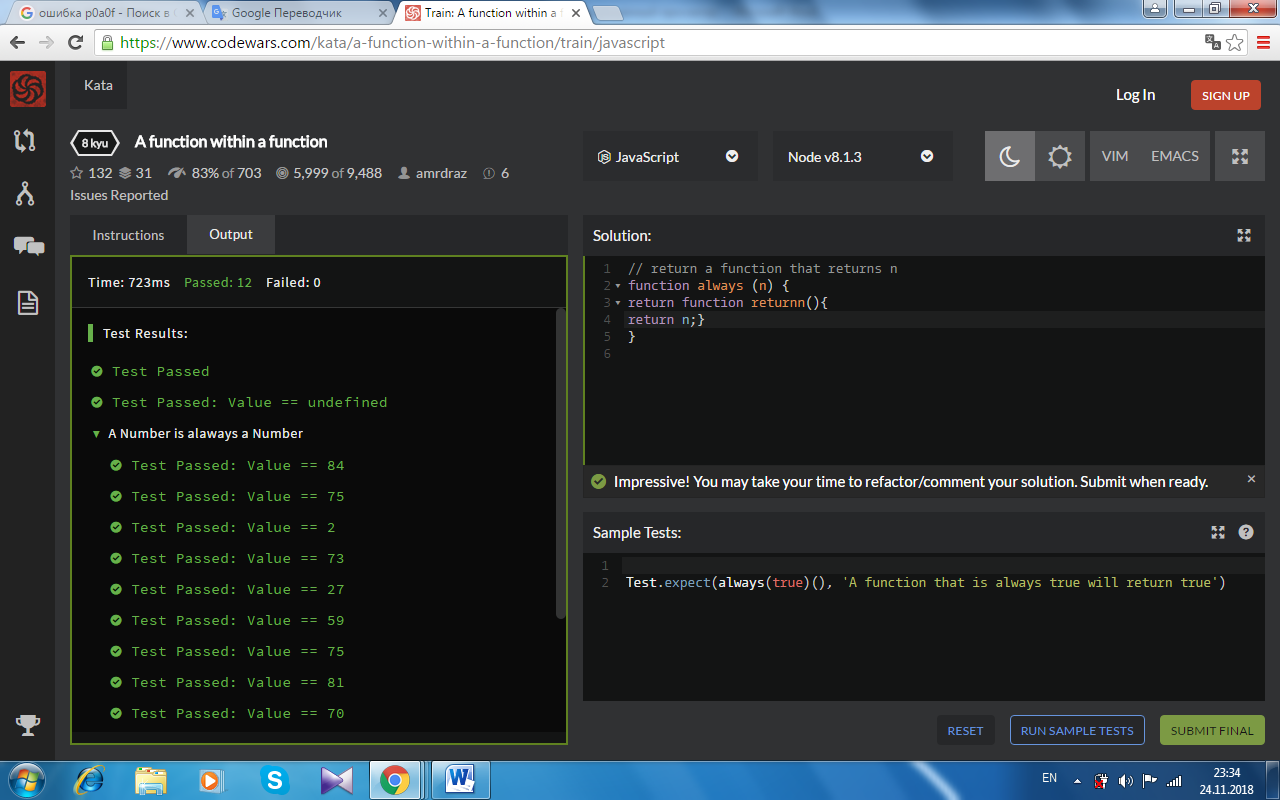 ошибка p0a0f - Поиск в
Google Переводчик
Train: A function within a f
https://www.codewars.com/kata/a-function-within-a-function/train/javascript
Kata
Log In
SIGN UP
8 kyu
A function within a function
132 31 83% of 703 5,999 of 9,488 amrdraz 6
Issues Reported
JavaScript
Node v8.1.3
VIM
EMACS
Instructions
Output
Time: 723ms Passed: 12 Failed: 0
Test Results:
Test Passed
Test Passed: Value == undefined
A Number is alaways a Number
Test Passed: Value == 84
Test Passed: Value == 75
Test Passed: Value == 2
Test Passed: Value == 73
Test Passed: Value == 27
Test Passed: Value == 59
Test Passed: Value == 75
Test Passed: Value == 81
Test Passed: Value == 70
Solution:
1 // return a function that returns n
2 function always (n) {
3 return function returnn(){
4 return n;}
5 }
6
Impressive! You may take your time to refactor/comment your solution. Submit when ready.
Sample Tests:
1
2 Test.expect(always(true)(), 'A function that is always true will return true')
RESET
RUN SAMPLE TESTS
SUBMIT FINAL
EN
23:34
24.11.2018